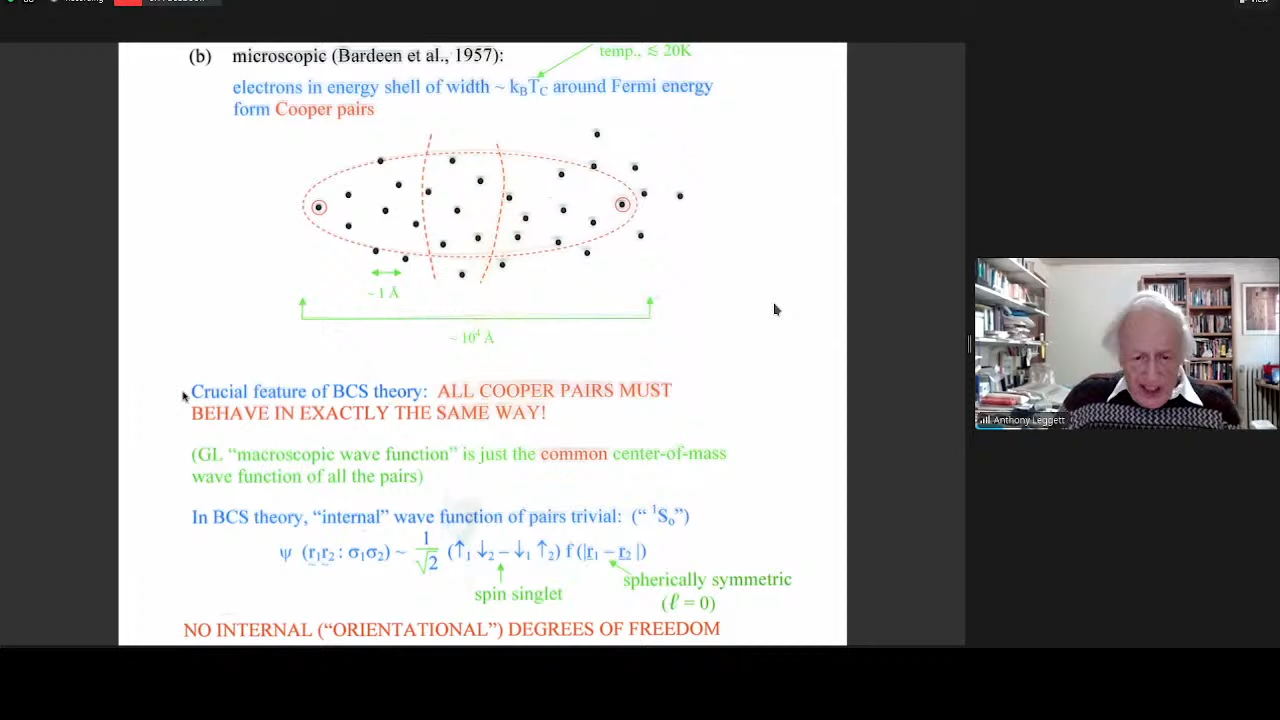 Recording
View
temp., ≲ 20K
(b) microscopic (Bardeen et al., 1957):
electrons in energy shell of width ~ k_BT_C around Fermi energy
form Cooper pairs
~ 1 Å
~ 10⁴ Å
Crucial feature of BCS theory: ALL COOPER PAIRS MUST
BEHAVE IN EXACTLY THE SAME WAY!
(GL “macroscopic wave function” is just the common center-of-mass
wave function of all the pairs)
In BCS theory, “internal” wave function of pairs trivial: (“ ¹S₀”)
ψ (r₁r₂ : σ₁σ₂) ~ 1/√2 (↑₁ ↓₂ – ↓₁ ↑₂) f (|r₁ – r₂ |)
spin singlet
spherically symmetric
(ℓ = 0)
NO INTERNAL (“ORIENTATIONAL”) DEGREES OF FREEDOM
Anthony Leggett